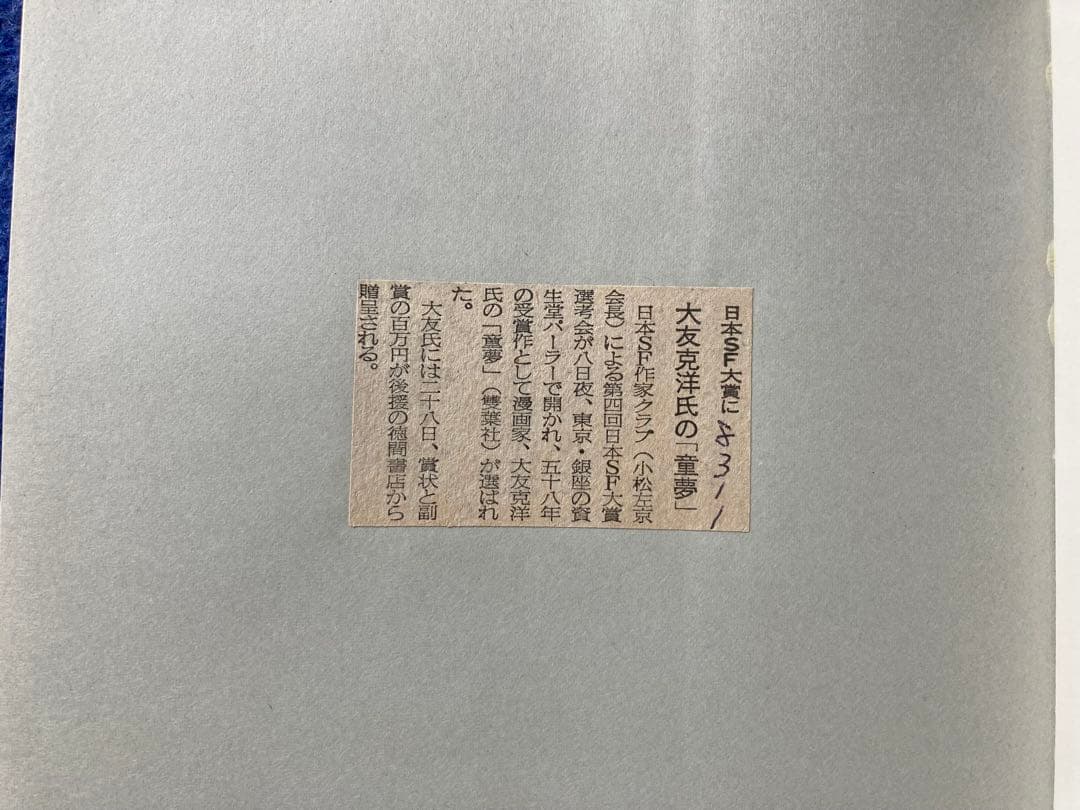 日本SF大賞に
8311
大友克洋氏の「童夢」
日本SF作家クラブ（小松左京
会長）による第四回日本SF大賞
選考会が八日夜、東京・銀座の資
生堂パーラーで開かれ、五十八年
の受賞作として漫画家、大友克洋
氏の「童夢」（雙葉社）が選ばれ
た。
大友氏には二十八日、賞状と副
賞の百万円が後援の徳間書店から
贈呈される。